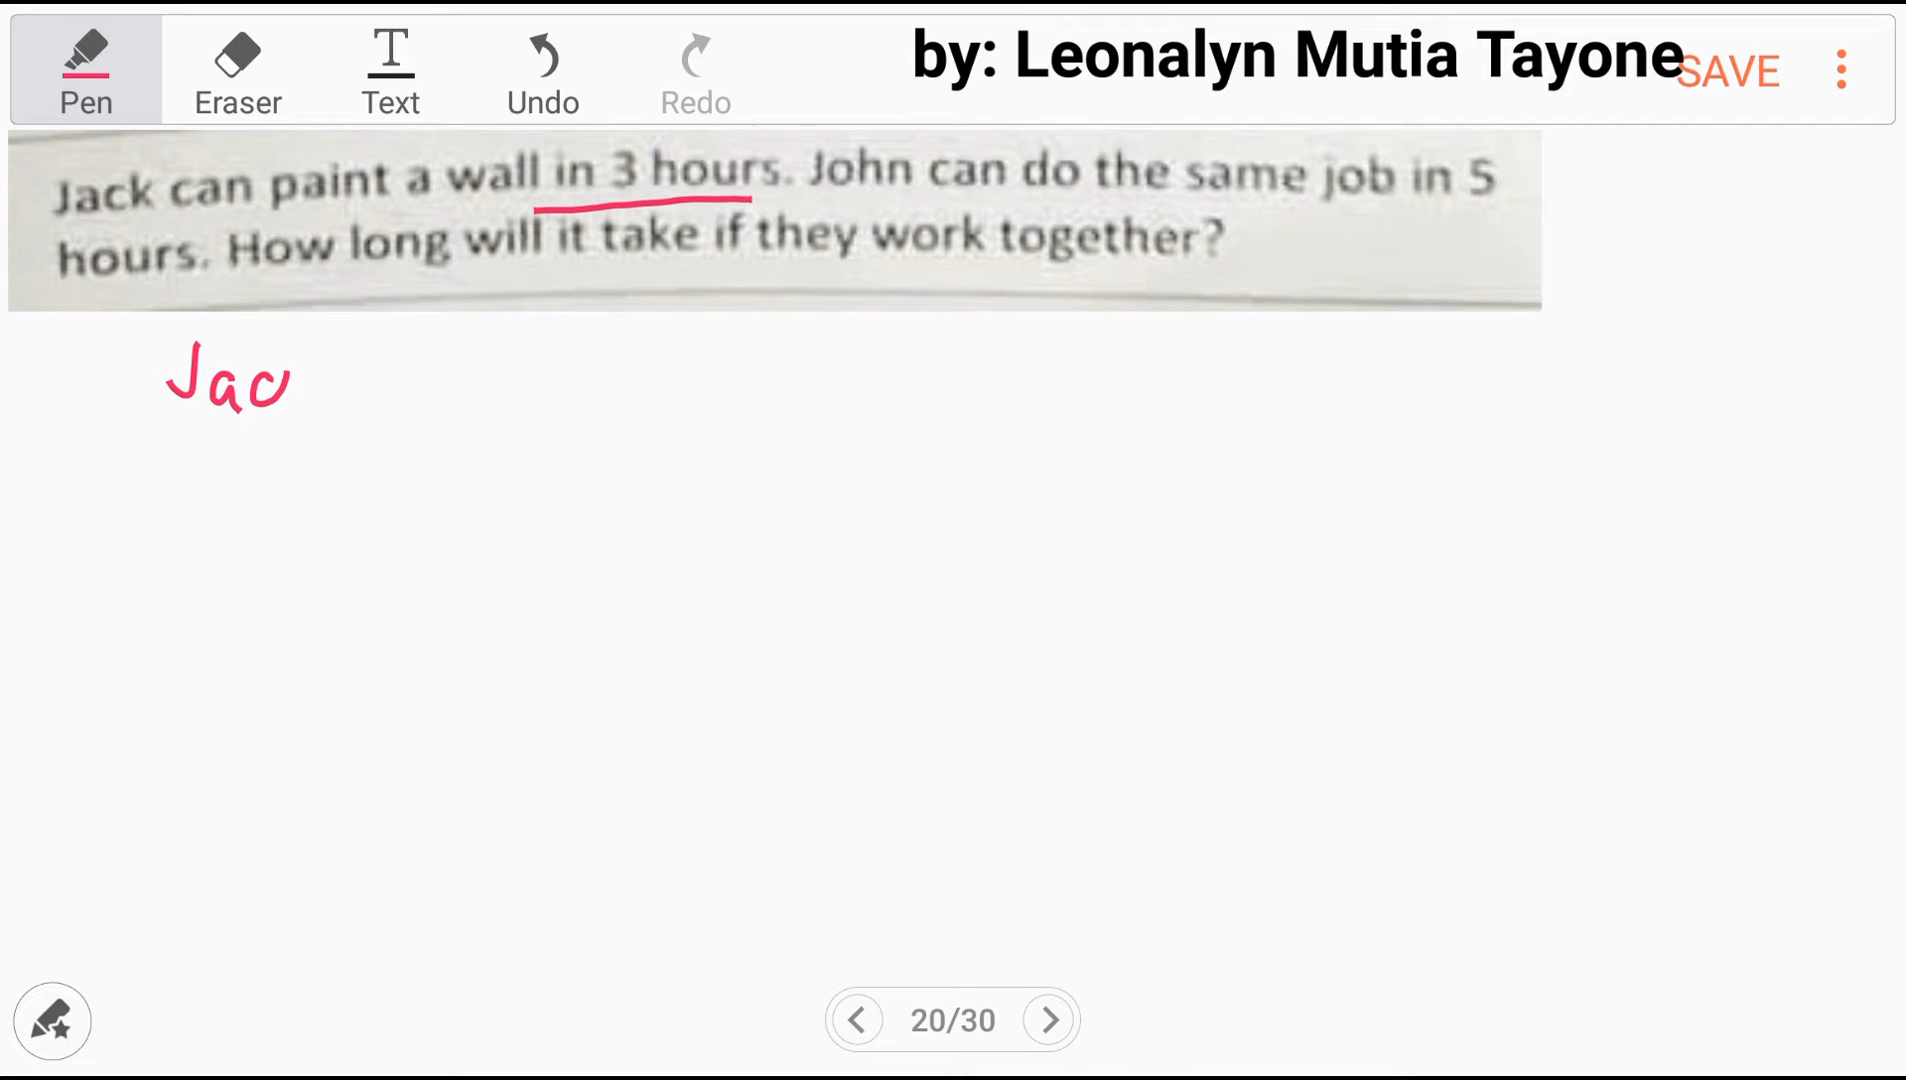 by: Leonalyn Mutia Tayone
Pen Eraser Text Undo Redo SAVE
Jack can paint a wall in 3 hours. John can do the same job in 5
hours. How long will it take if they work together?
Jac
20/30